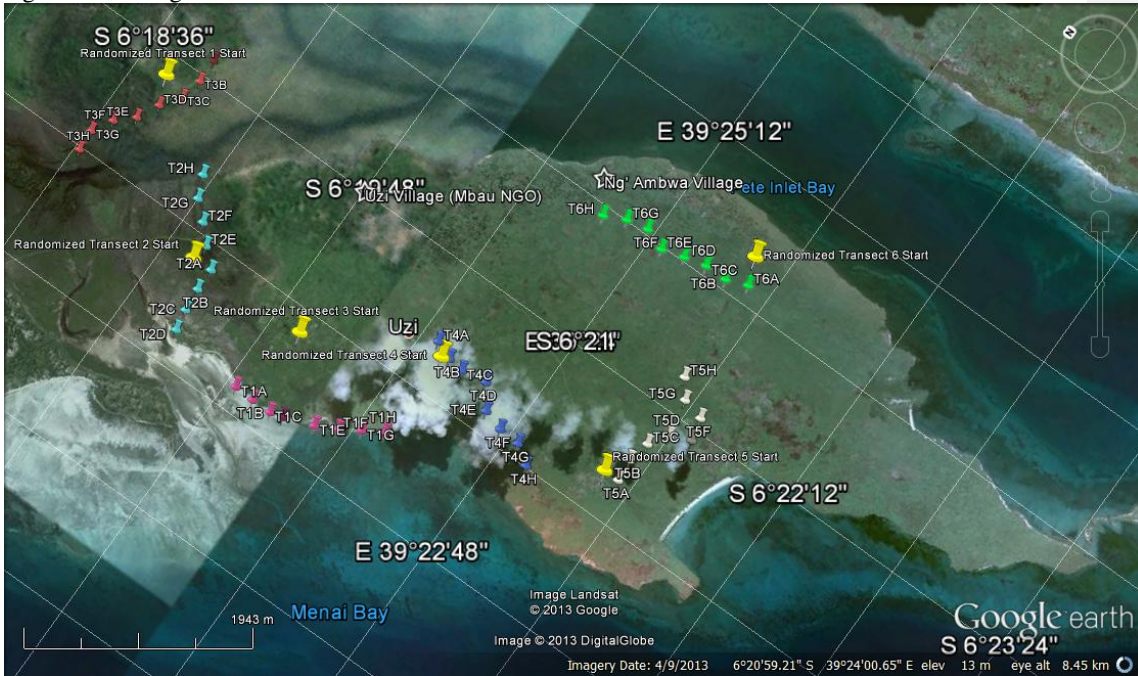 S 6°18'36"
Randomized Transect 1 Start
T3B
T3D
T3C
T3F
T3E
T3H
T3G
E 39°25'12"
T2H
S 6°19'48"
Uzi Village (Mbau NGO)
Ng' Ambwa Village
ete Inlet Bay
T2G
T2F
T6H
T6G
T2E
T6F
T6E
T6D
Randomized Transect 2 Start
T2A
Randomized Transect 6 Start
T6C
T6B
T6A
T2C
T2B
Randomized Transect 3 Start
T2D
Uzi
T4A
Randomized Transect 4 Start
T4B
T4C
T5H
T1A
T4D
T5G
T1B
T1C
T4E
T1E
T1F
T1H
T1G
T5D
T5F
T4F
T5C
T4G
Randomized Transect 5 Start
T4H
T5B
T5A
S 6°22'12"
E 39°22'48"
Menai Bay
1943 m
Image Landsat
© 2013 Google
Image © 2013 DigitalGlobe
Google earth
S 6°23'24"
Imagery Date: 4/9/2013 6°20'59.21" S 39°24'00.65" E elev 13 m eye alt 8.45 km
N